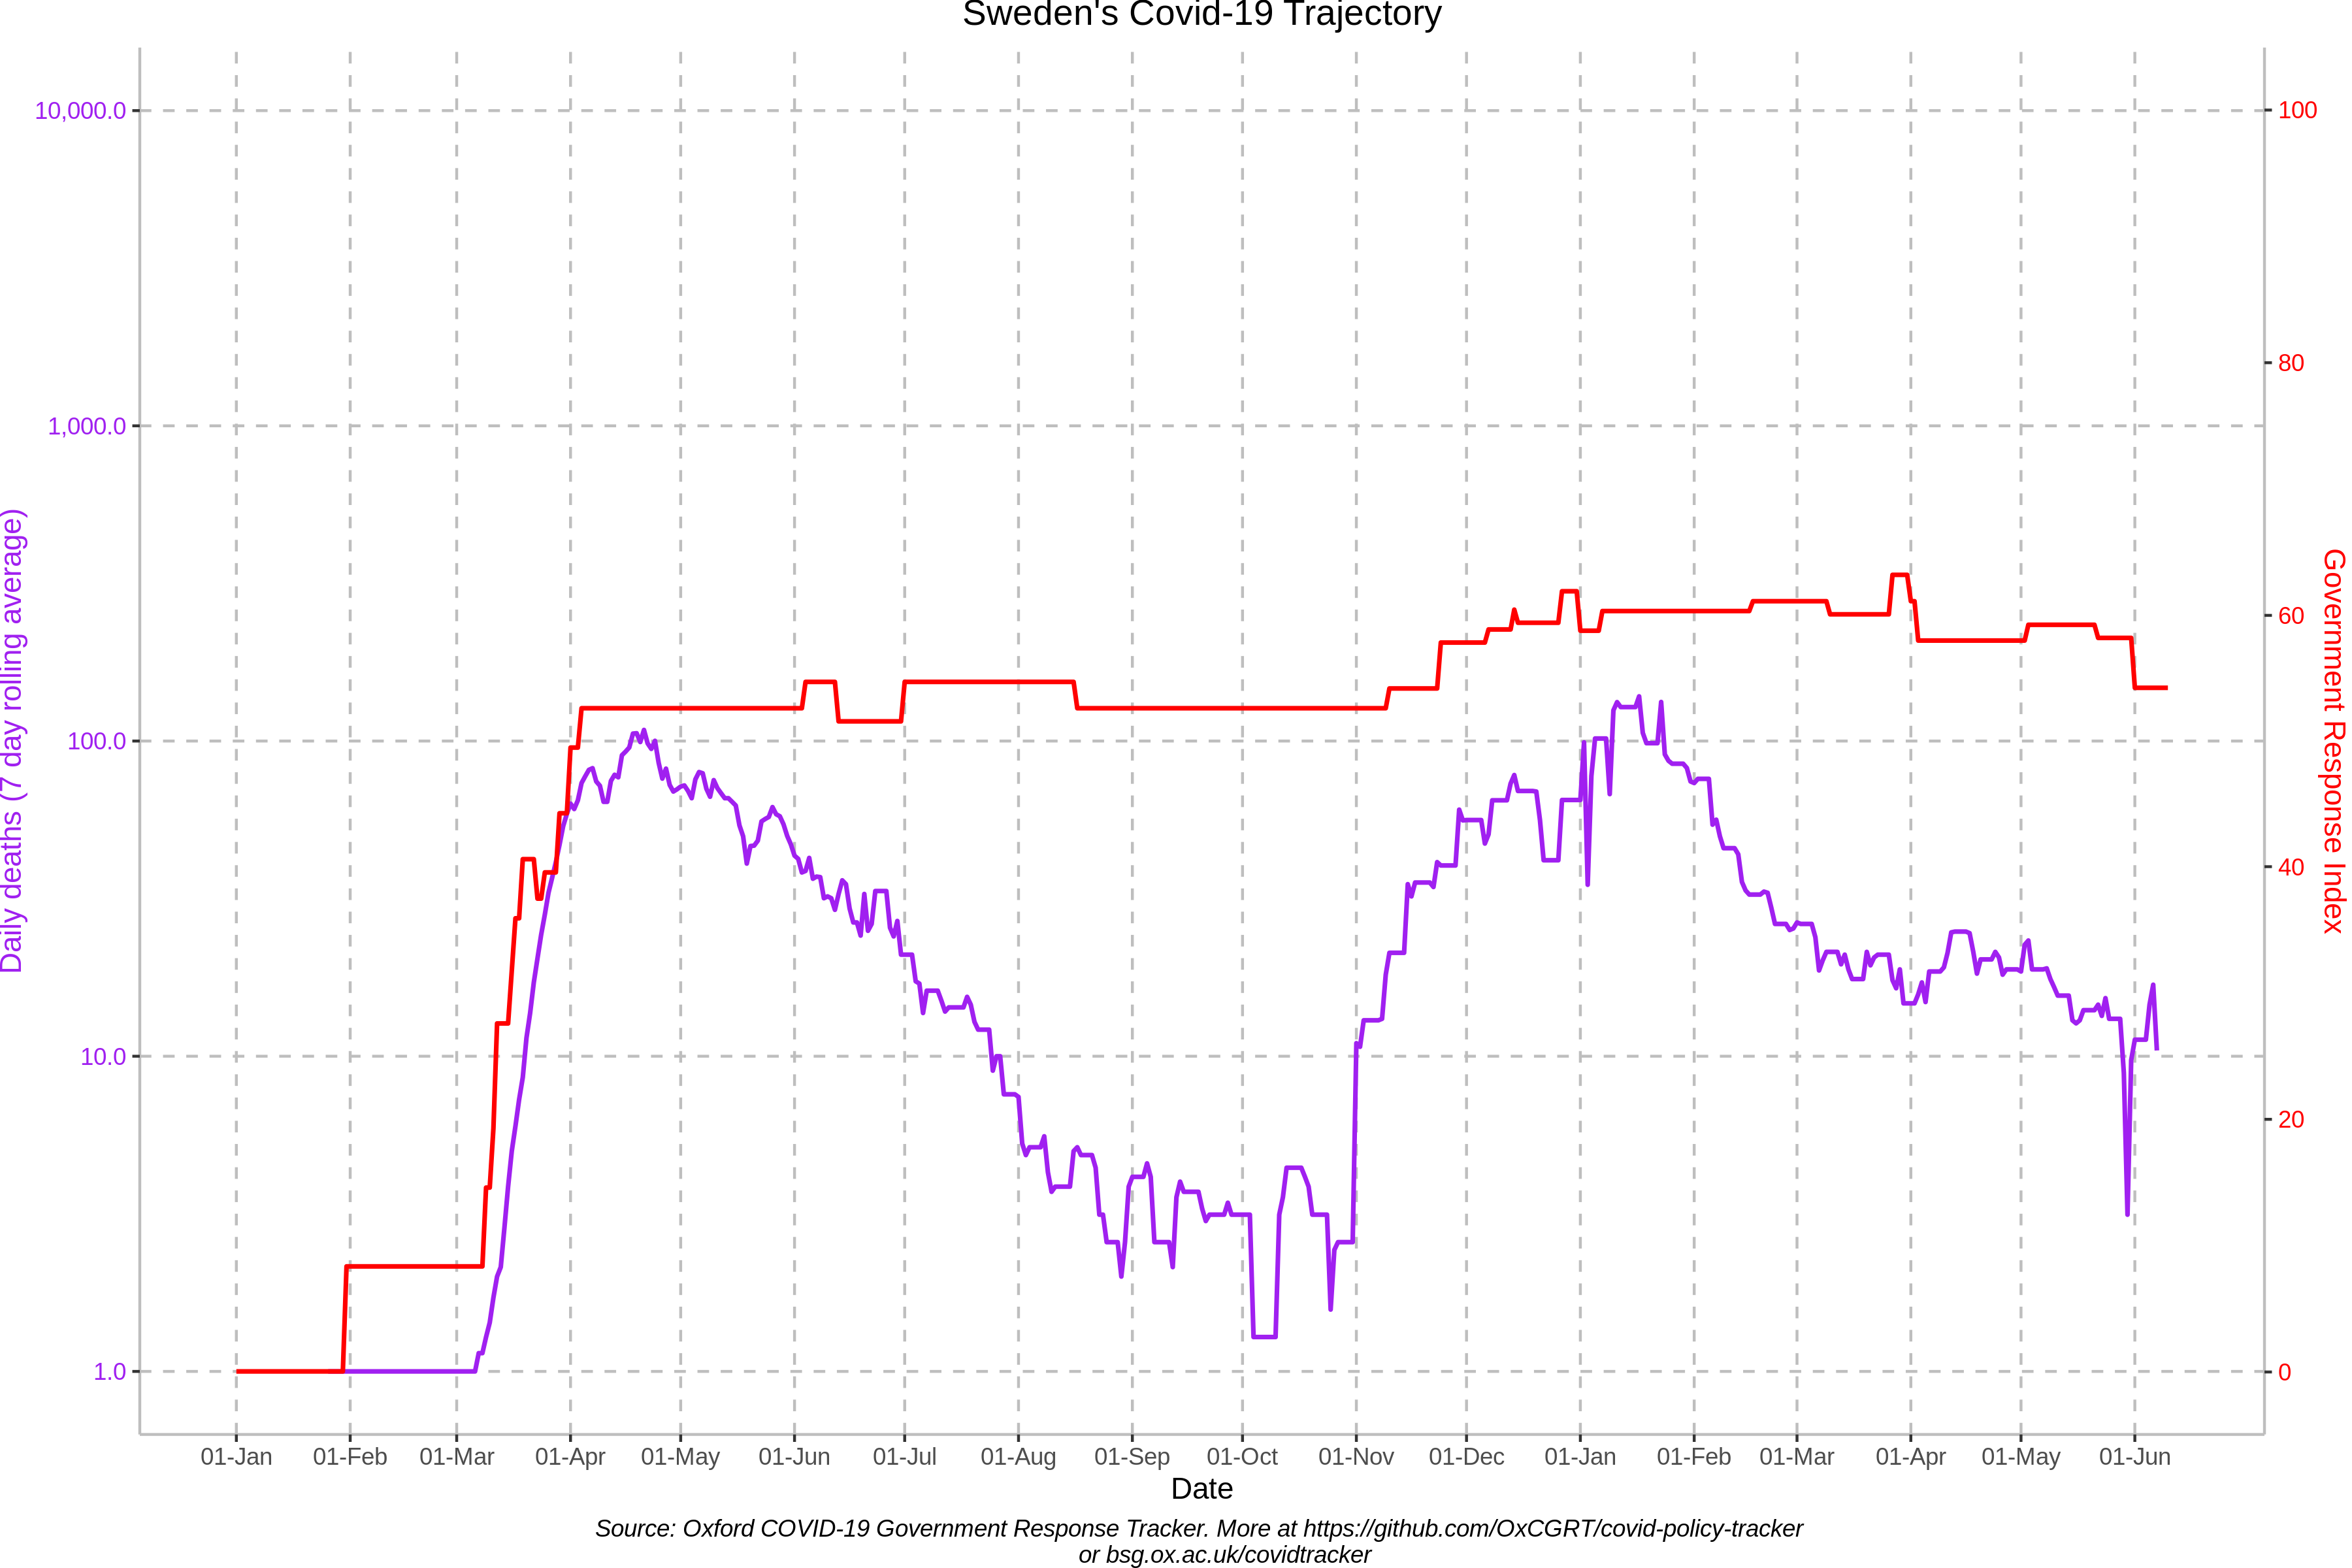 Sweden's Covid-19 Trajectory
10,000.0
1,000.0
100.0
10.0
1.0
Daily deaths (7 day rolling average)
100
80
60
40
20
0
Government Response Index
01-Jan 01-Feb 01-Mar 01-Apr 01-May 01-Jun 01-Jul 01-Aug 01-Sep 01-Oct 01-Nov 01-Dec 01-Jan 01-Feb 01-Mar 01-Apr 01-May 01-Jun
Date
Source: Oxford COVID-19 Government Response Tracker. More at https://github.com/OxCGRT/covid-policy-tracker
or bsg.ox.ac.uk/covidtracker